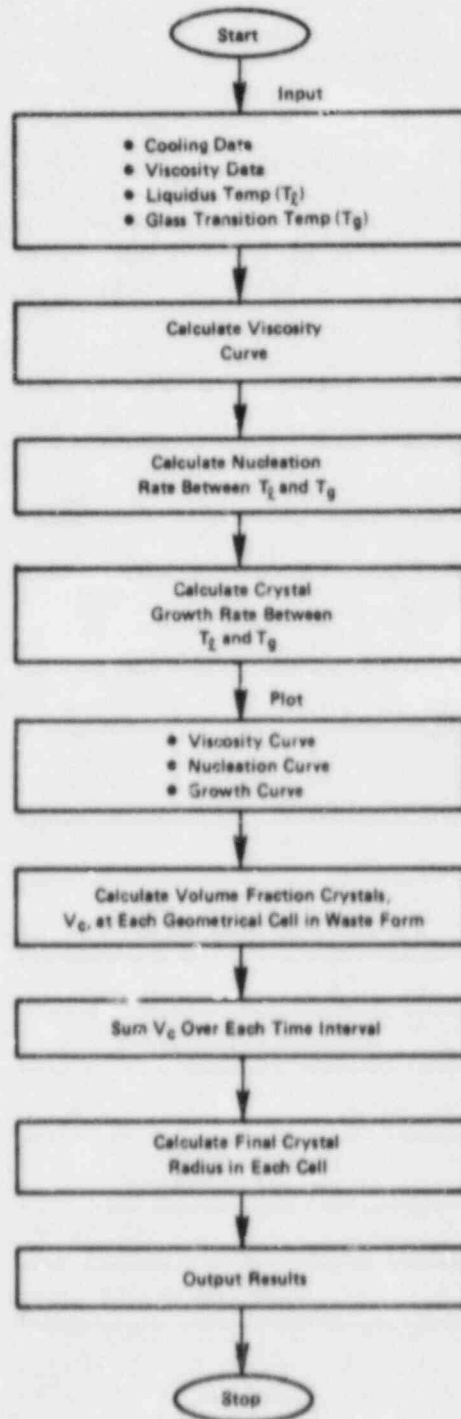 Start
Input
• Cooling Data
• Viscosity Data
• Liquidus Temp (Tℓ)
• Glass Transition Temp (Tg)
Calculate Viscosity
Curve
Calculate Nucleation
Rate Between Tℓ and Tg
Calculate Crystal
Growth Rate Between
Tℓ and Tg
Plot
• Viscosity Curve
• Nucleation Curve
• Growth Curve
Calculate Volume Fraction Crystals,
Vc, at Each Geometrical Cell in Waste Form
Sum Vc Over Each Time Interval
Calculate Final Crystal
Radius in Each Cell
Output Results
Stop